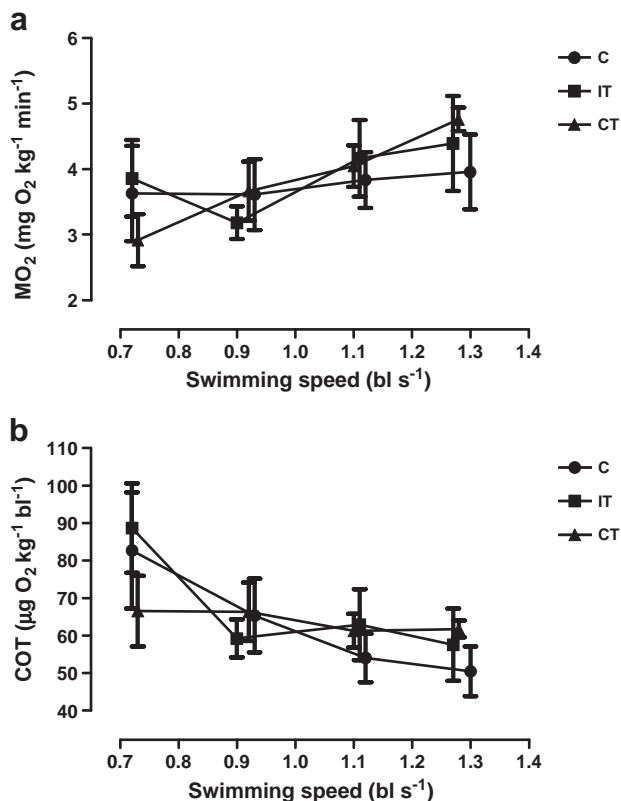 a
MO₂ (mg O₂ kg⁻¹ min⁻¹)
6
5
4
3
2
0.7 0.8 0.9 1.0 1.1 1.2 1.3 1.4
Swimming speed (bl s⁻¹)
C
IT
CT
b
COT (µg O₂ kg⁻¹ bl⁻¹)
110
100
90
80
70
60
50
40
0.7 0.8 0.9 1.0 1.1 1.2 1.3 1.4
Swimming speed (bl s⁻¹)
C
IT
CT